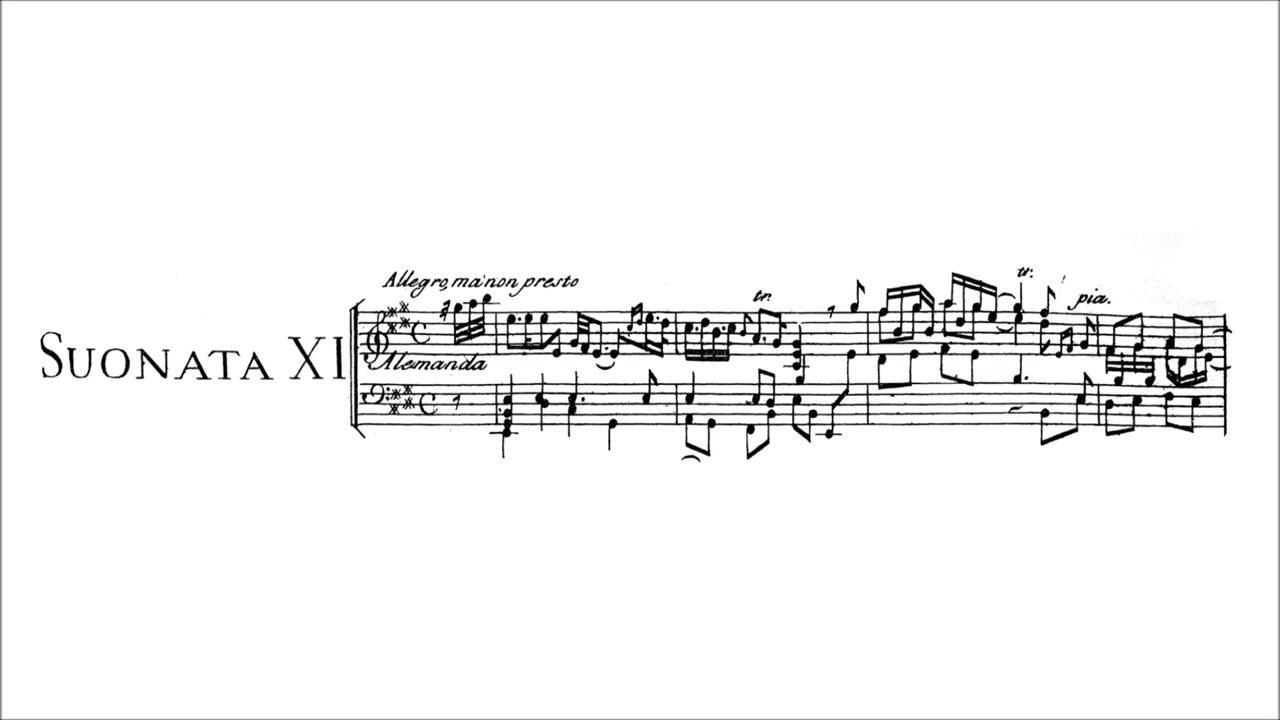 Allegro, ma non presto
tr.
tr.
pia.
SUONATA XI
Alemanda